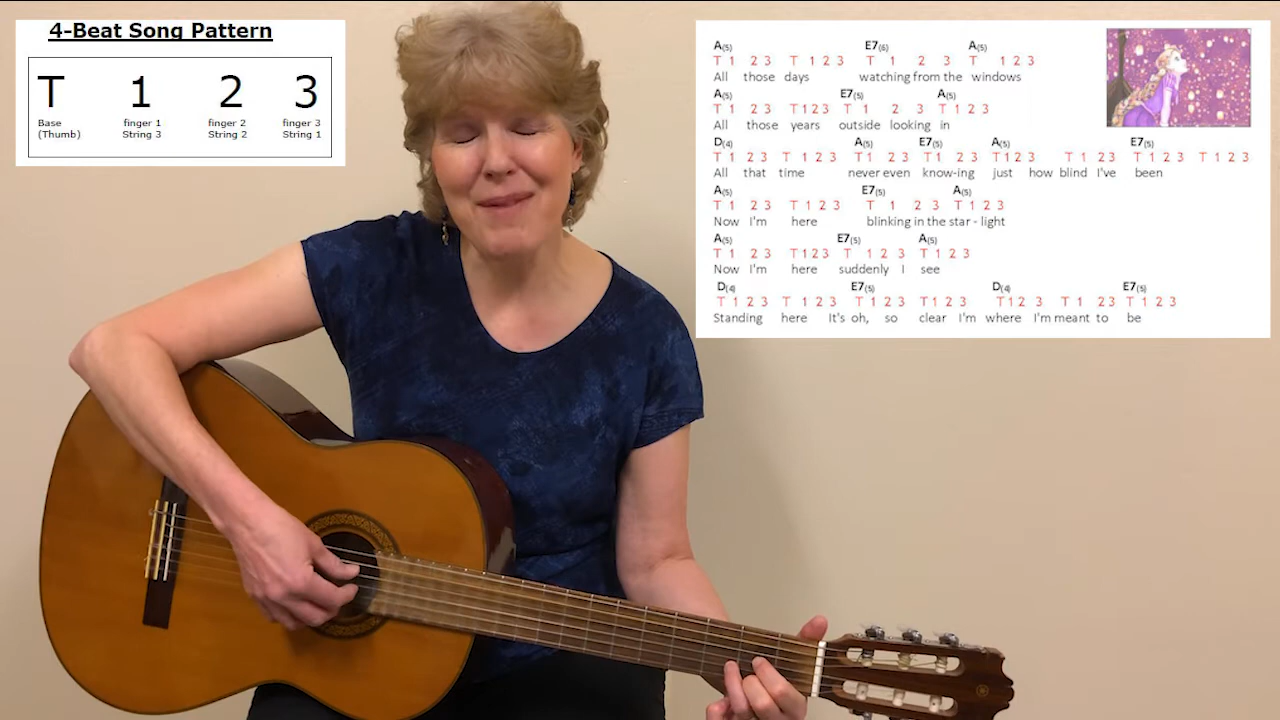 4-Beat Song Pattern
T 1 2 3
Base finger 1 finger 2 finger 3
(Thumb) String 3 String 2 String 1
A(5) E7(6) A(5)
T 1 2 3 T 1 2 3 T 1 2 3 T 1 2 3
All those days watching from the windows
A(5) E7(5) A(5)
T 1 2 3 T 1 2 3 T 1 2 3 T 1 2 3
All those years outside looking in
D(4) A(5) E7(5) A(5) E7(5)
T 1 2 3 T 1 2 3 T 1 2 3 T 1 2 3 T 1 2 3 T 1 2 3 T 1 2 3 T 1 2 3
All that time never even know-ing just how blind I've been
A(5) E7(5) A(5)
T 1 2 3 T 1 2 3 T 1 2 3 T 1 2 3
Now I'm here blinking in the star - light
A(5) E7(5) A(5)
T 1 2 3 T 1 2 3 T 1 2 3 T 1 2 3
Now I'm here suddenly I see
D(4) E7(5) D(4) E7(5)
T 1 2 3 T 1 2 3 T 1 2 3 T 1 2 3 T 1 2 3 T 1 2 3 T 1 2 3
Standing here It's oh, so clear I'm where I'm meant to be